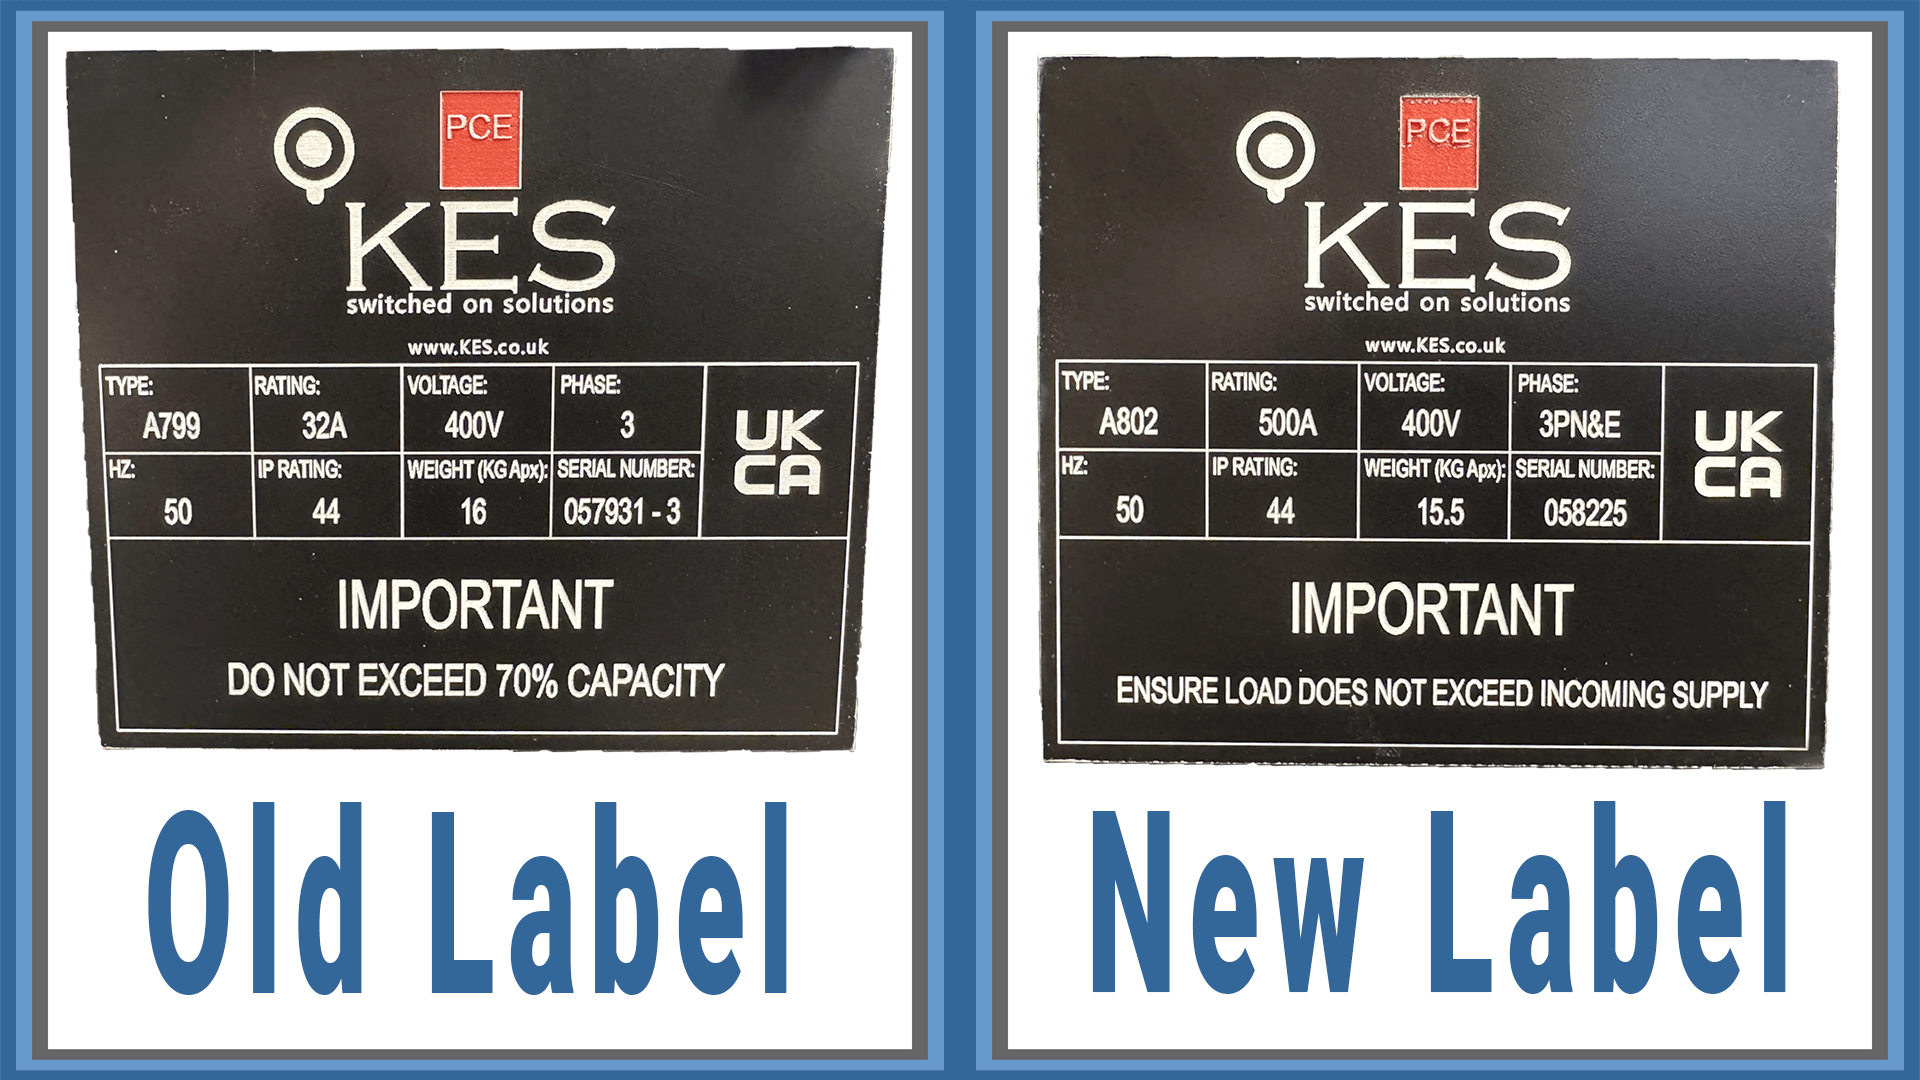 PCE
KES
switched on solutions
www.KES.co.uk
TYPE: RATING: VOLTAGE: PHASE:
A799 32A 400V 3
UK
CA
HZ: IP RATING: WEIGHT (KG Apx): SERIAL NUMBER:
50 44 16 057931 - 3
IMPORTANT
DO NOT EXCEED 70% CAPACITY
Old Label
PCE
KES
switched on solutions
www.KES.co.uk
TYPE: RATING: VOLTAGE: PHASE:
A802 500A 400V 3PN&E
UK
CA
HZ: IP RATING: WEIGHT (KG Apx): SERIAL NUMBER:
50 44 15.5 058225
IMPORTANT
ENSURE LOAD DOES NOT EXCEED INCOMING SUPPLY
New Label